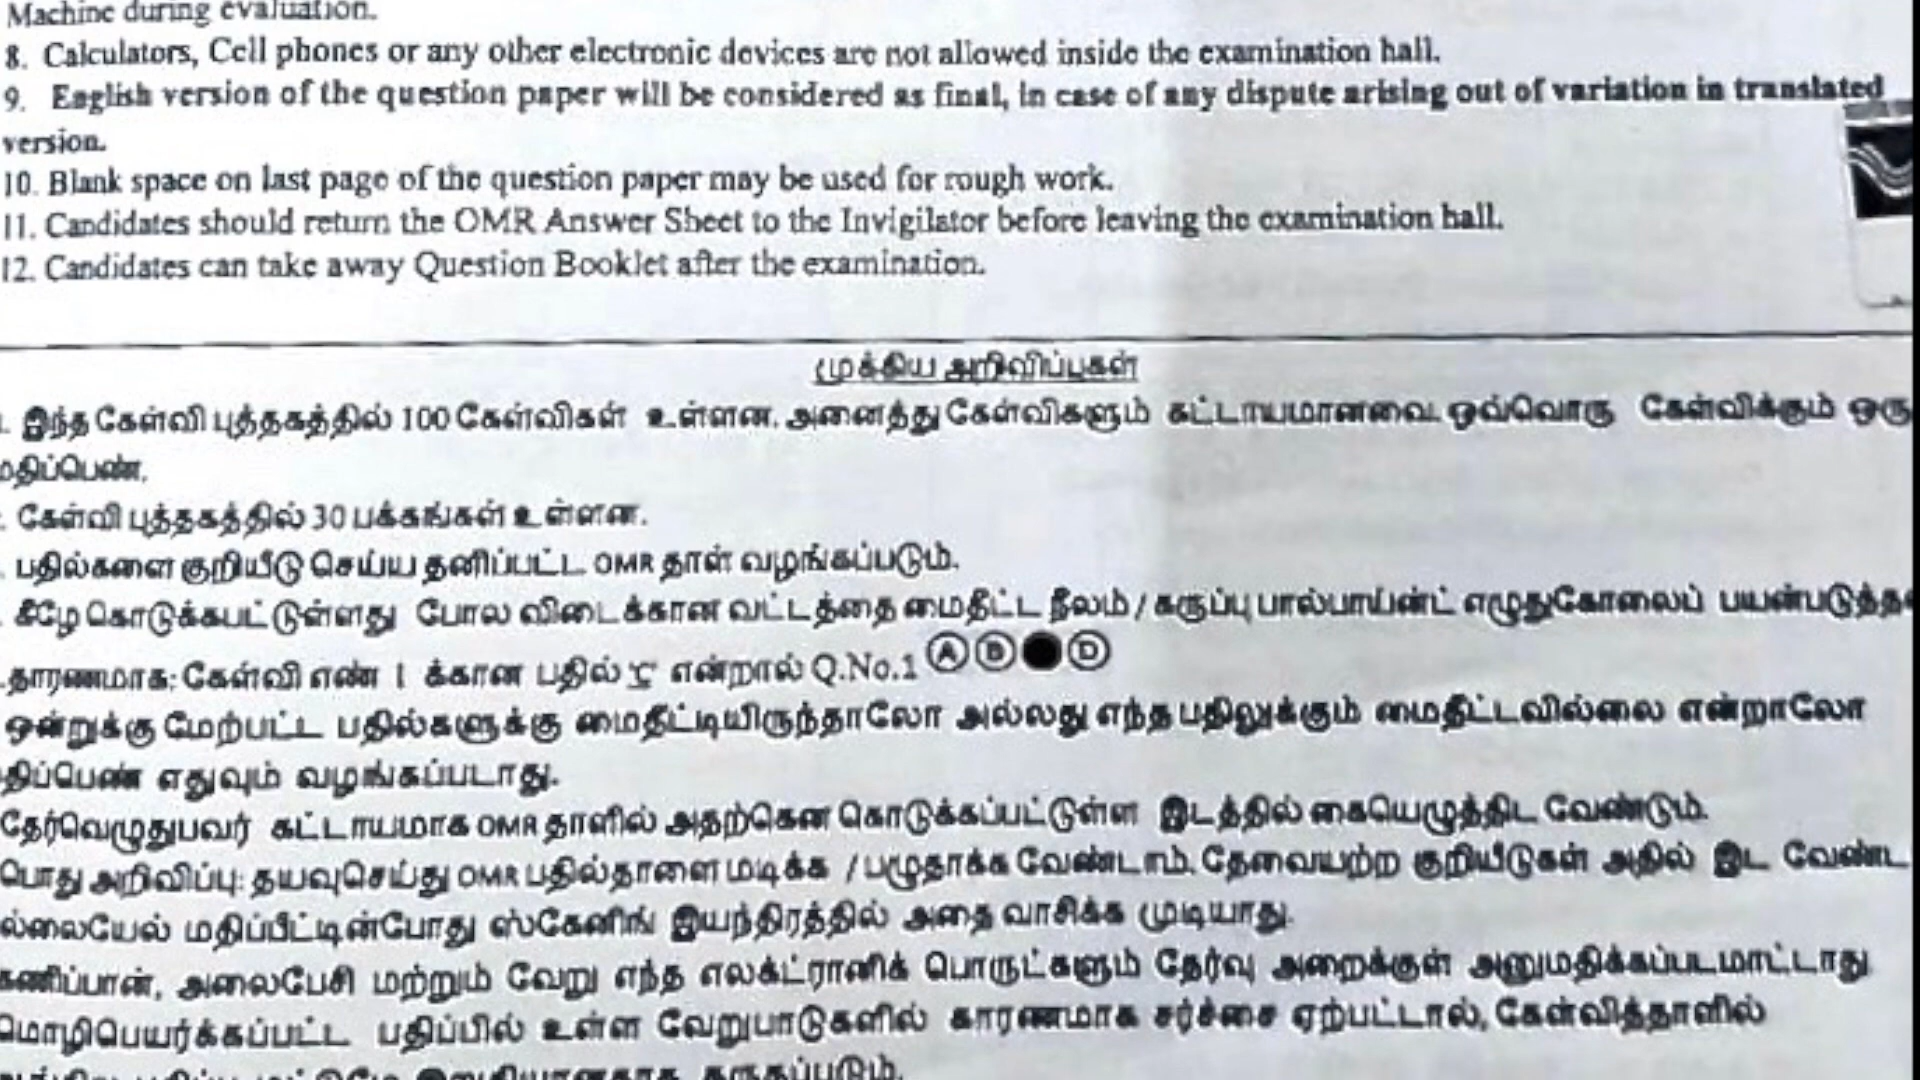 Machine during evaluation.
8. Calculators, Cell phones or any other electronic devices are not allowed inside the examination hall.
9. English version of the question paper will be considered as final, in case of any dispute arising out of variation in translated
version.
10. Blank space on last page of the question paper may be used for rough work.
11. Candidates should return the OMR Answer Sheet to the Invigilator before leaving the examination hall.
12. Candidates can take away Question Booklet after the examination.
முக்கிய அறிவிப்புகள்
இந்த கேள்வி புத்தகத்தில் 100 கேள்விகள் உள்ளன. அனைத்து கேள்விகளும் கட்டாயமானவை. ஒவ்வொரு கேள்விக்கும் ஒரு
மதிப்பெண்.
கேள்வி புத்தகத்தில் 30 பக்கங்கள் உள்ளன.
பதில்களை குறியீடு செய்ய தனிப்பட்ட OMR தாள் வழங்கப்படும்.
கீழே கொடுக்கபட்டுள்ளது போல விடைக்கான வட்டத்தை மைதீட்ட நீலம் / கருப்பு பால்பாய்ண்ட் எழுதுகோலைப் பயன்படுத்த
தாரணமாக: கேள்வி எண் 1 க்கான பதில் 'C' என்றால் Q.No.1 Ⓐ Ⓑ ● Ⓓ
ஒன்றுக்கு மேற்பட்ட பதில்களுக்கு மைதீட்டியிருந்தாலோ அல்லது எந்த பதிலுக்கும் மைதீட்டவில்லை என்றாலோ
திப்பெண் எதுவும் வழங்கப்படாது.
தேர்வெழுதுபவர் கட்டாயமாக OMR தாளில் அதற்கென கொடுக்கப்பட்டுள்ள இடத்தில் கையெழுத்திட வேண்டும்.
பொது அறிவிப்பு: தயவுசெய்து OMR பதில்தாளை மடிக்க / பழுதாக்க வேண்டாம். தேவையற்ற குறியீடுகள் அதில் இட வேண்ட
ல்லையேல் மதிப்பீட்டின்போது ஸ்கேனிங் இயந்திரத்தில் அதை வாசிக்க முடியாது.
கணிப்பான், அலைபேசி மற்றும் வேறு எந்த எலக்ட்ரானிக் பொருட்களும் தேர்வு அறைக்குள் அனுமதிக்கப்படமாட்டாது
மொழிபெயர்க்கப்பட்ட பதிப்பில் உள்ள வேறுபாடுகளில் காரணமாக சர்ச்சை ஏற்பட்டால், கேள்வித்தாளில்